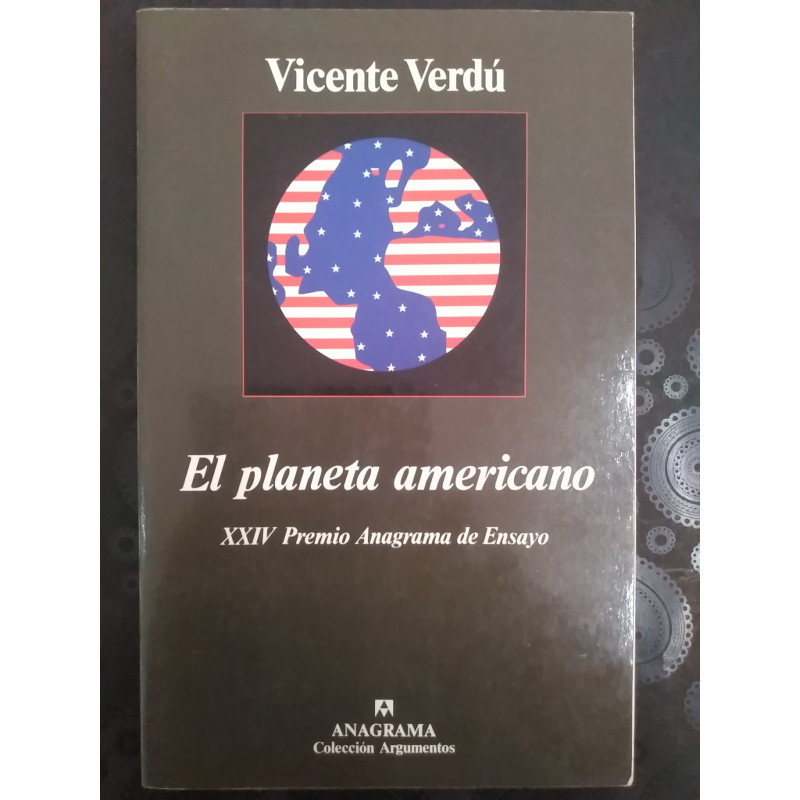 Vicente Verdú
El planeta americano
XXIV Premio Anagrama de Ensayo
ANAGRAMA
Colección Argumentos